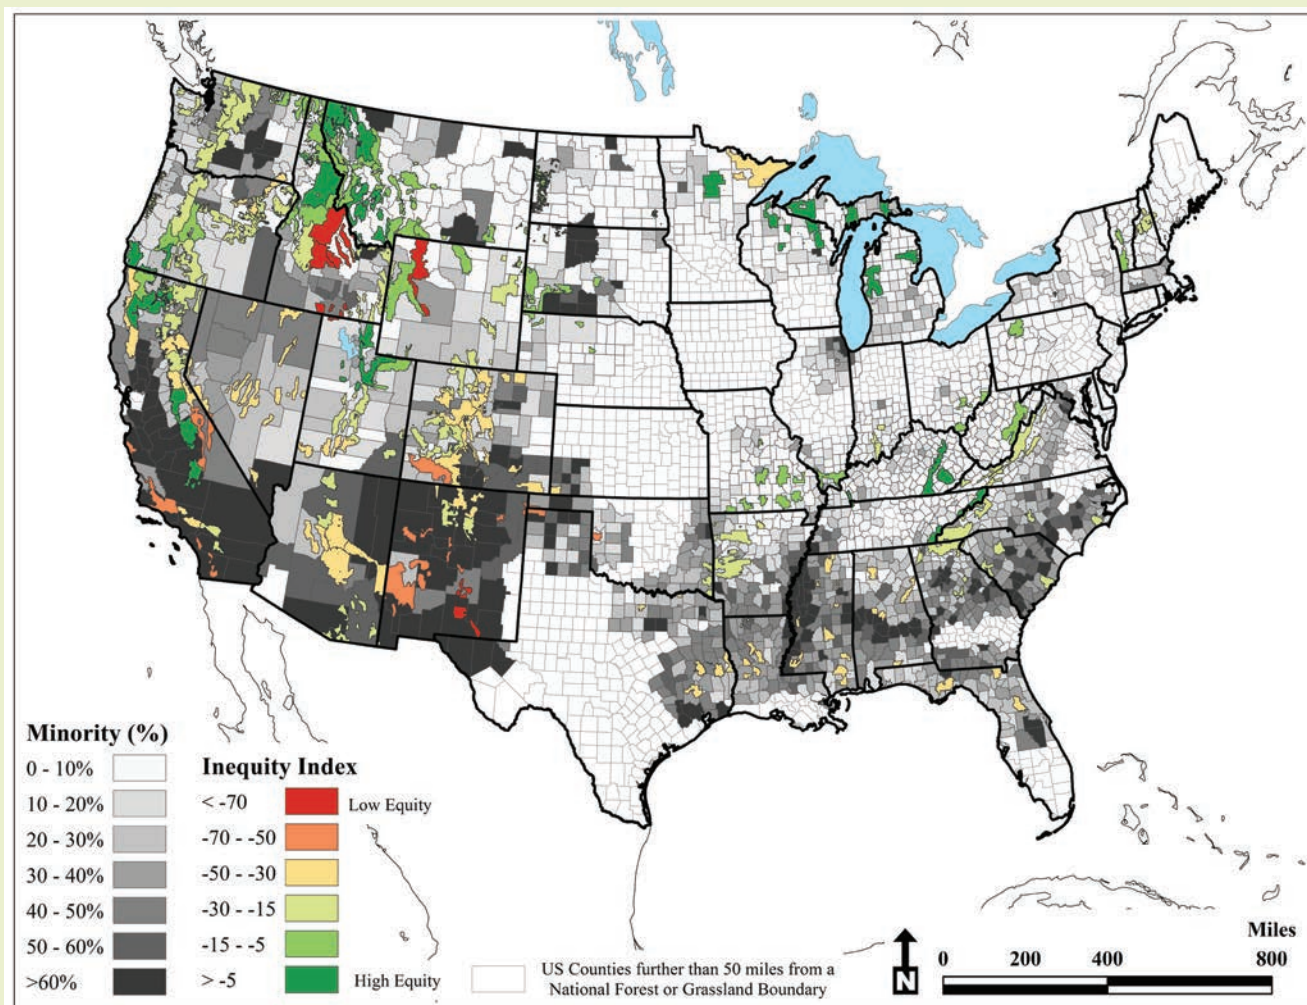 Minority (%)
0 - 10%
10 - 20%
20 - 30%
30 - 40%
40 - 50%
50 - 60%
>60%
Inequity Index
< -70 Low Equity
-70 - -50
-50 - -30
-30 - -15
-15 - -5
> -5 High Equity
US Counties further than 50 miles from a
National Forest or Grassland Boundary
N
Miles
0 200 400 800